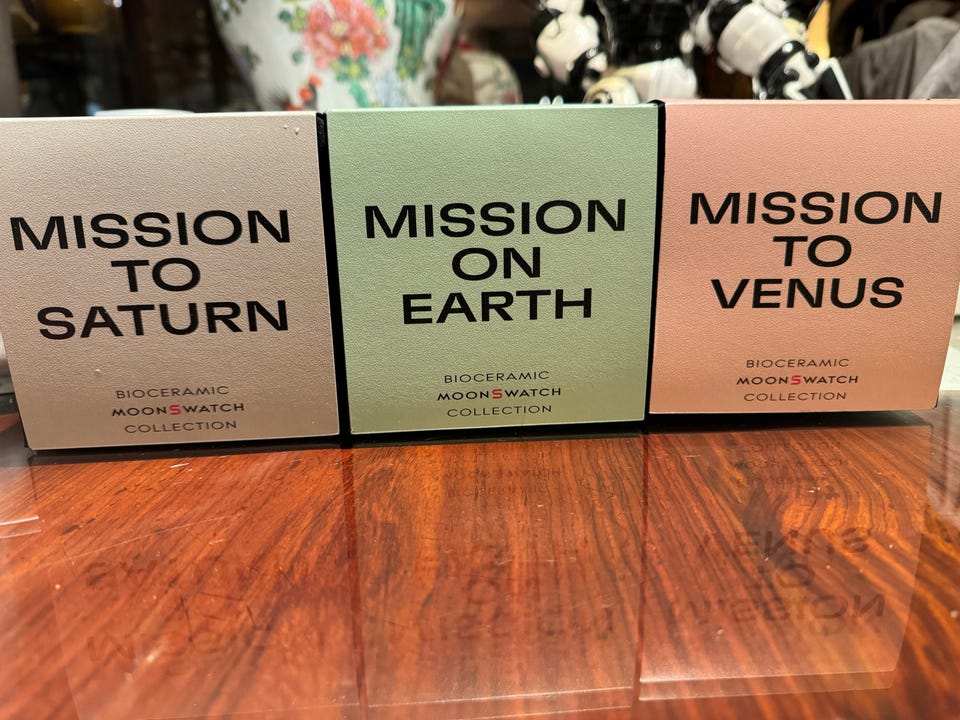 MISSION
TO
SATURN
BIOCERAMIC
MOONSWATCH
COLLECTION
MISSION
ON
EARTH
BIOCERAMIC
MOONSWATCH
COLLECTION
MISSION
TO
VENUS
BIOCERAMIC
MOONSWATCH
COLLECTION